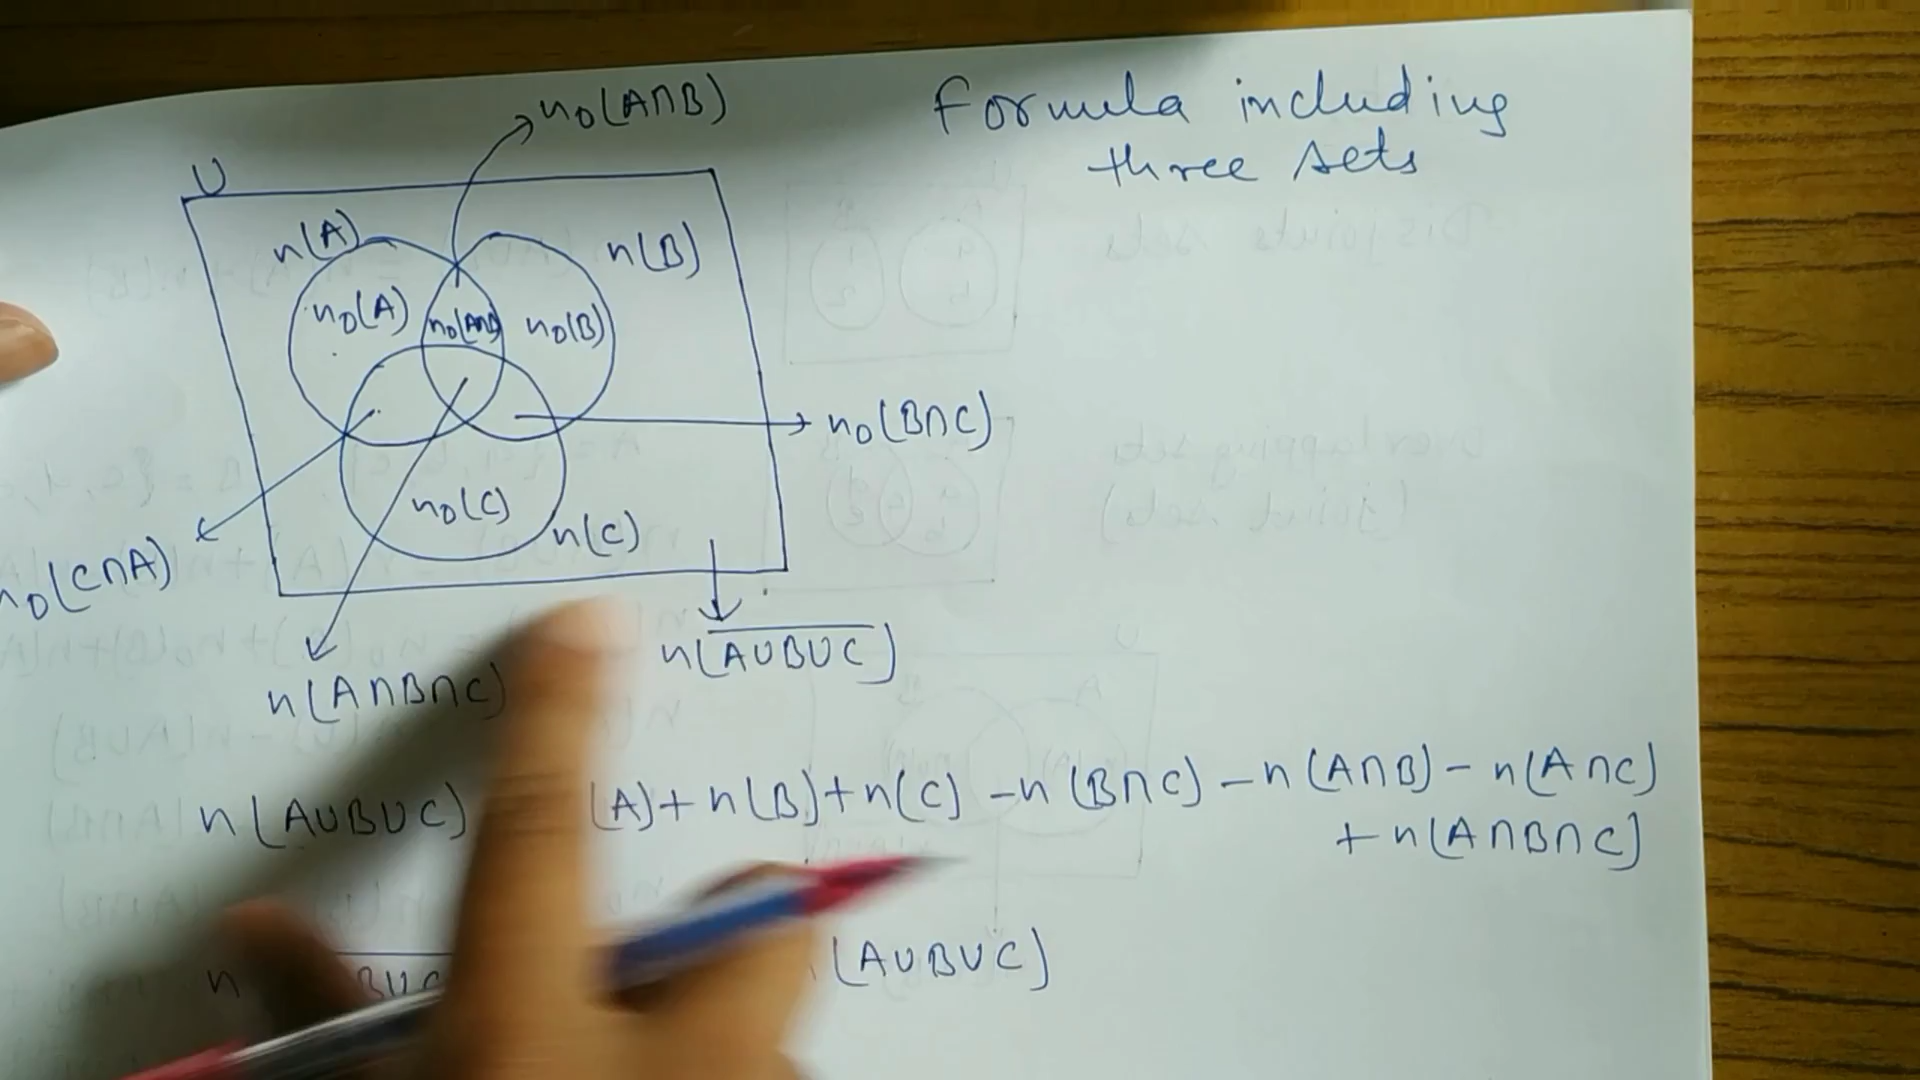 Formula including
three sets
n₀(A∩B)
U
n(A)
n(B)
n₀(A)
n₀(A∩B)
n₀(B)
n₀(B∩C)
n₀(C)
n(C)
n₀(C∩A)
n(A∩B∩C)
n(A̅∪̅B̅∪̅C̅)
n(A∪B∪C) (A)+n(B)+n(C) -n(B∩C)-n(A∩B)-n(A∩C)
+n(A∩B∩C)
n B∪C (A∪B∪C)